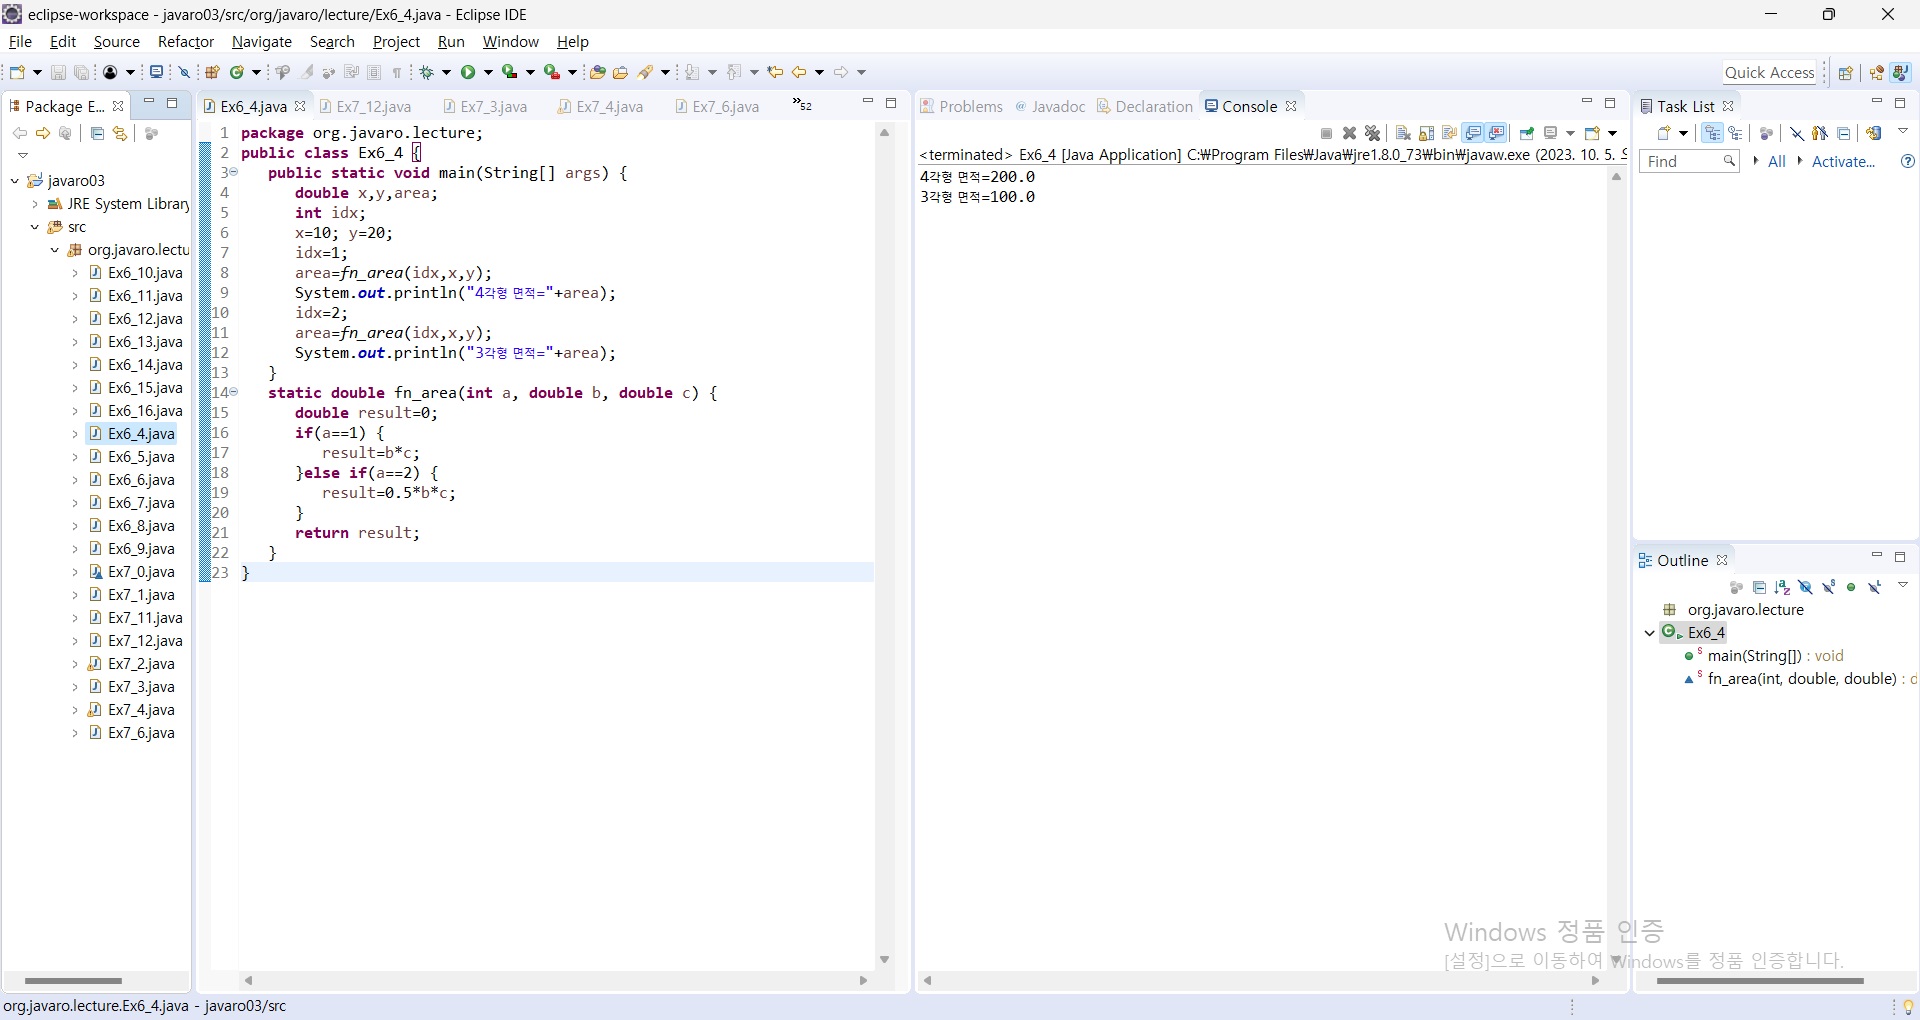 eclipse-workspace - javaro03/src/org/javaro/lecture/Ex6_4.java - Eclipse IDE
File Edit Source Refactor Navigate Search Project Run Window Help
Quick Access
Package E...
javaro03
JRE System Library
src
org.javaro.lectu
Ex6_10.java
Ex6_11.java
Ex6_12.java
Ex6_13.java
Ex6_14.java
Ex6_15.java
Ex6_16.java
Ex6_4.java
Ex6_5.java
Ex6_6.java
Ex6_7.java
Ex6_8.java
Ex6_9.java
Ex7_0.java
Ex7_1.java
Ex7_11.java
Ex7_12.java
Ex7_2.java
Ex7_3.java
Ex7_4.java
Ex7_6.java
Ex6_4.java Ex7_12.java Ex7_3.java Ex7_4.java Ex7_6.java »52
1 package org.javaro.lecture;
2 public class Ex6_4 {
3 public static void main(String[] args) {
4 double x,y,area;
5 int idx;
6 x=10; y=20;
7 idx=1;
8 area=fn_area(idx,x,y);
9 System.out.println("4각형 면적="+area);
10 idx=2;
11 area=fn_area(idx,x,y);
12 System.out.println("3각형 면적="+area);
13 }
14 static double fn_area(int a, double b, double c) {
15 double result=0;
16 if(a==1) {
17 result=b*c;
18 }else if(a==2) {
19 result=0.5*b*c;
20 }
21 return result;
22 }
23 }
Problems Javadoc Declaration Console
<terminated> Ex6_4 [Java Application] C:₩Program Files₩Java₩jre1.8.0_73₩bin₩javaw.exe (2023. 10. 5.
4각형 면적=200.0
3각형 면적=100.0
Task List
Find All Activate...
Outline
org.javaro.lecture
Ex6_4
main(String[]) : void
fn_area(int, double, double) : d
Windows 정품 인증
[설정]으로 이동하여 Windows를 정품 인증합니다.
org.javaro.lecture.Ex6_4.java - javaro03/src